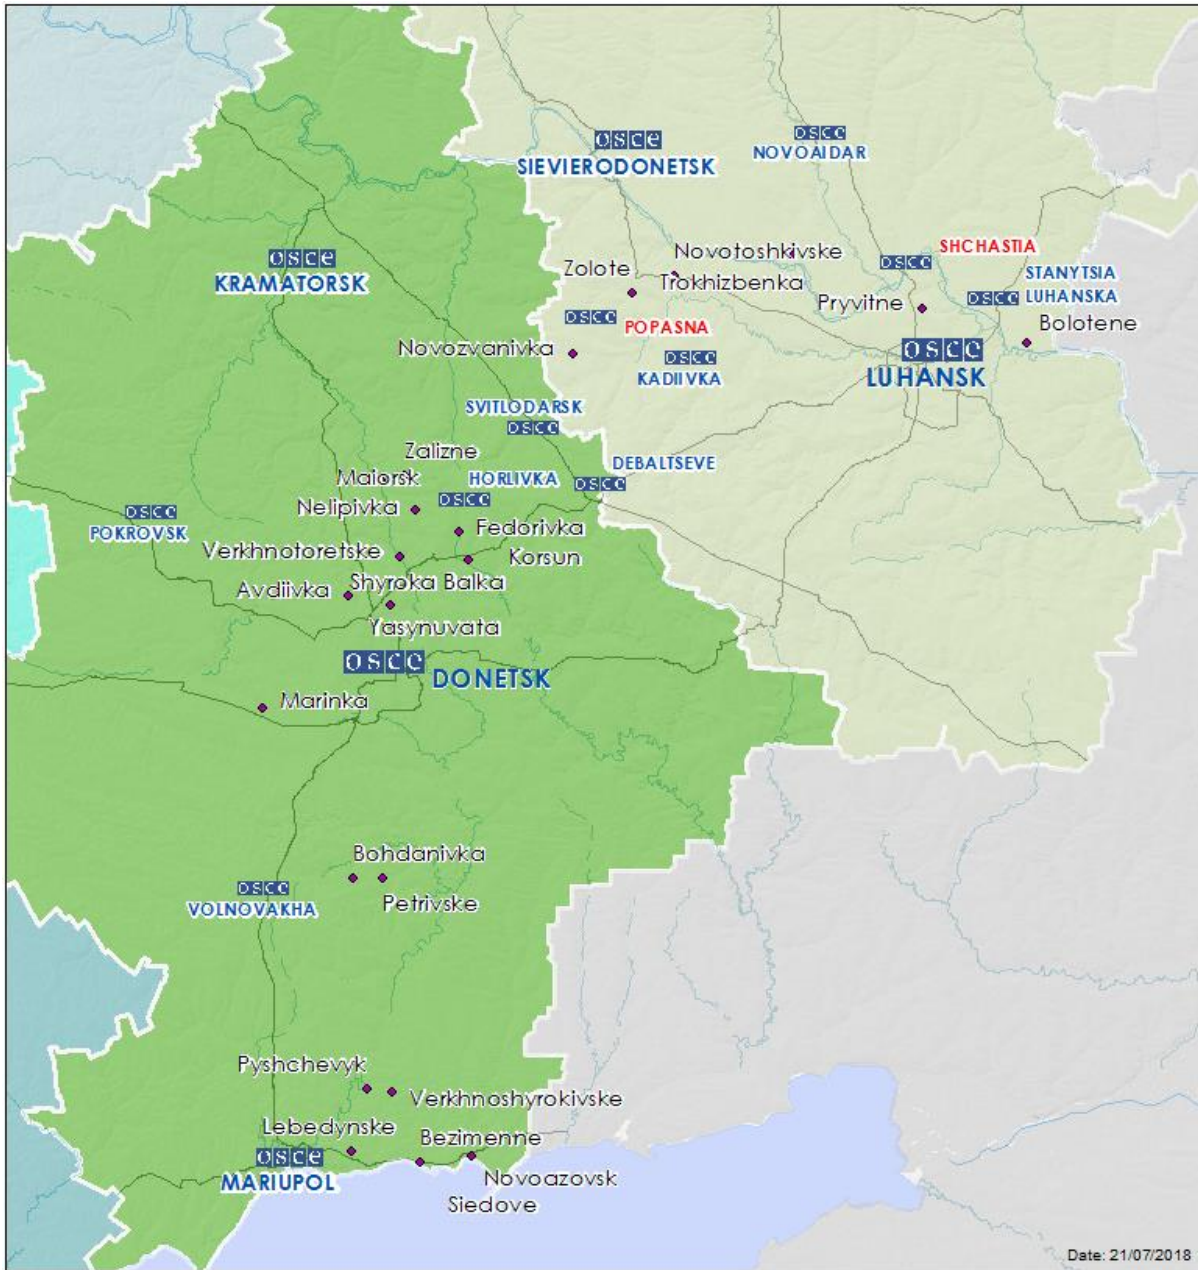 osce
SIEVIERODONETSK
osce
NOVOAIDAR
osce
KRAMATORSK
SHCHASTIA
osce
Novotoshkivske
Zolote
Trokhizbenka
STANYTSIA
LUHANSKA
osce
Pryvitne
Bolotene
osce
POPASNA
Novozvanivka
osce
KADIIVKA
osce
LUHANSK
SVITLODARSK
osce
Zalizne
DEBALTSEVE
osce
Maiorsk
HORLIVKA
osce
Nelipivka
osce
POKROVSK
Fedorivka
Verkhnotoretske
Korsun
Avdiivka
Shyroka Balka
Yasynuvata
osce
DONETSK
Marinka
Bohdanivka
osce
VOLNOVAKHA
Petrivske
Pyshchevyk
Verkhnoshyrokivske
Lebedynske
Bezimenne
osce
MARIUPOL
Novoazovsk
Siedove
Date: 21/07/2018